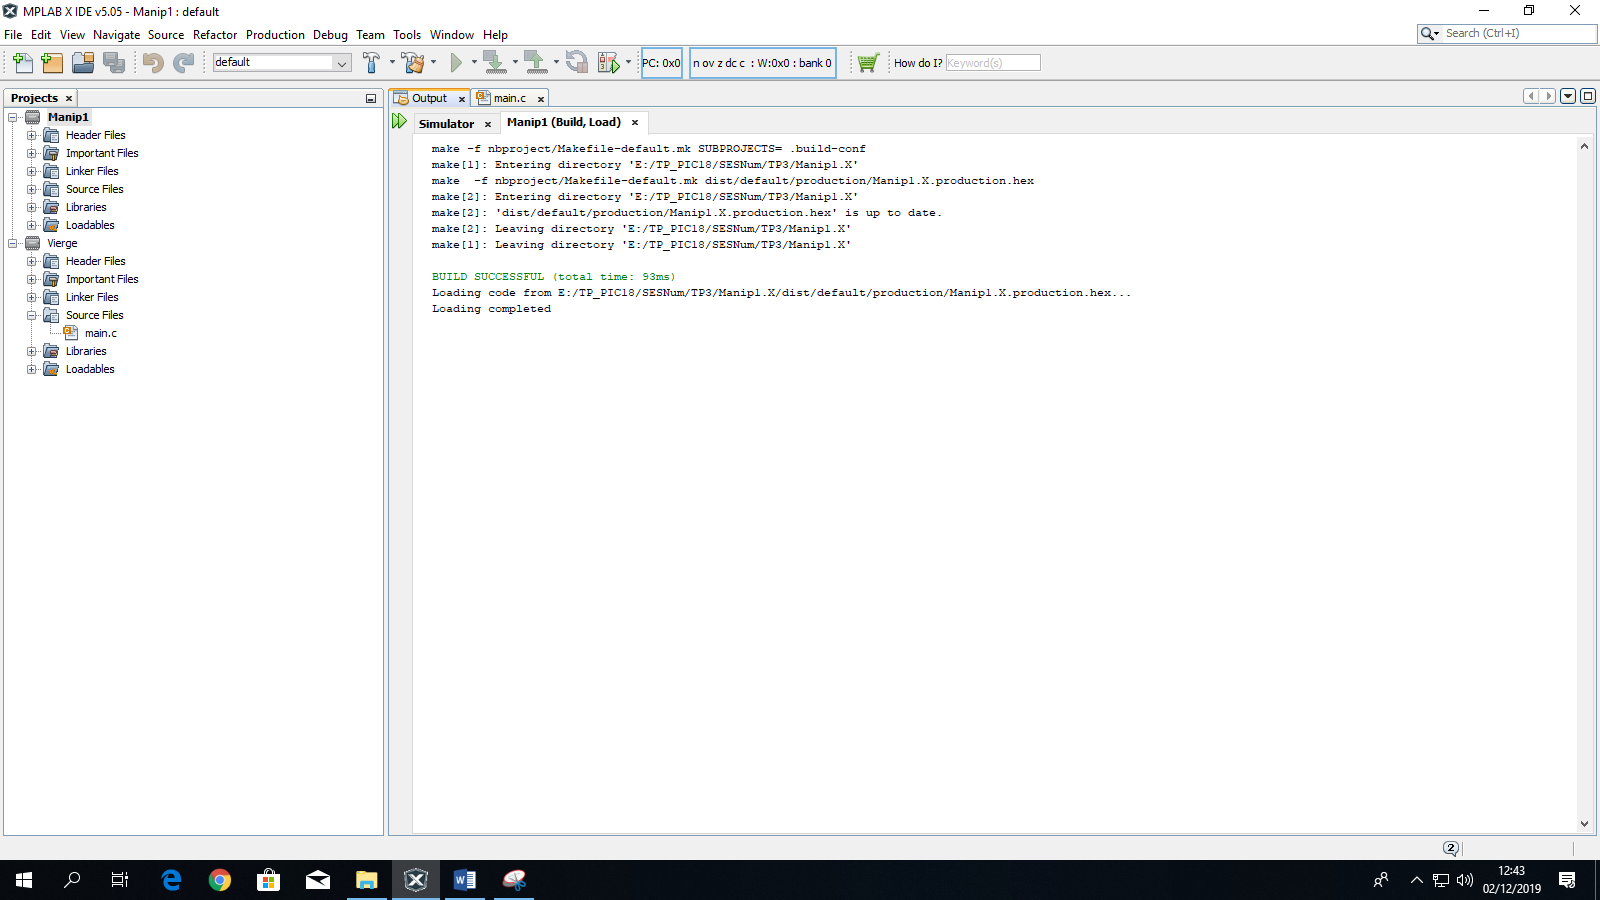 MPLAB X IDE v5.05 - Manip1 : default
File Edit View Navigate Source Refactor Production Debug Team Tools Window Help
Search (Ctrl+I)
default
PC: 0x0
n ov z dc c : W:0x0 : bank 0
How do I?
Keyword(s)
Projects
Manip1
Header Files
Important Files
Linker Files
Source Files
Libraries
Loadables
Vierge
Header Files
Important Files
Linker Files
Source Files
main.c
Libraries
Loadables
Output
main.c
Simulator
Manip1 (Build, Load)
make -f nbproject/Makefile-default.mk SUBPROJECTS= .build-conf
make[1]: Entering directory 'E:/TP_PIC18/SESNum/TP3/Manip1.X'
make  -f nbproject/Makefile-default.mk dist/default/production/Manip1.X.production.hex
make[2]: Entering directory 'E:/TP_PIC18/SESNum/TP3/Manip1.X'
make[2]: 'dist/default/production/Manip1.X.production.hex' is up to date.
make[2]: Leaving directory 'E:/TP_PIC18/SESNum/TP3/Manip1.X'
make[1]: Leaving directory 'E:/TP_PIC18/SESNum/TP3/Manip1.X'
BUILD SUCCESSFUL (total time: 93ms)
Loading code from E:/TP_PIC18/SESNum/TP3/Manip1.X/dist/default/production/Manip1.X.production.hex...
Loading completed
2
12:43
02/12/2019